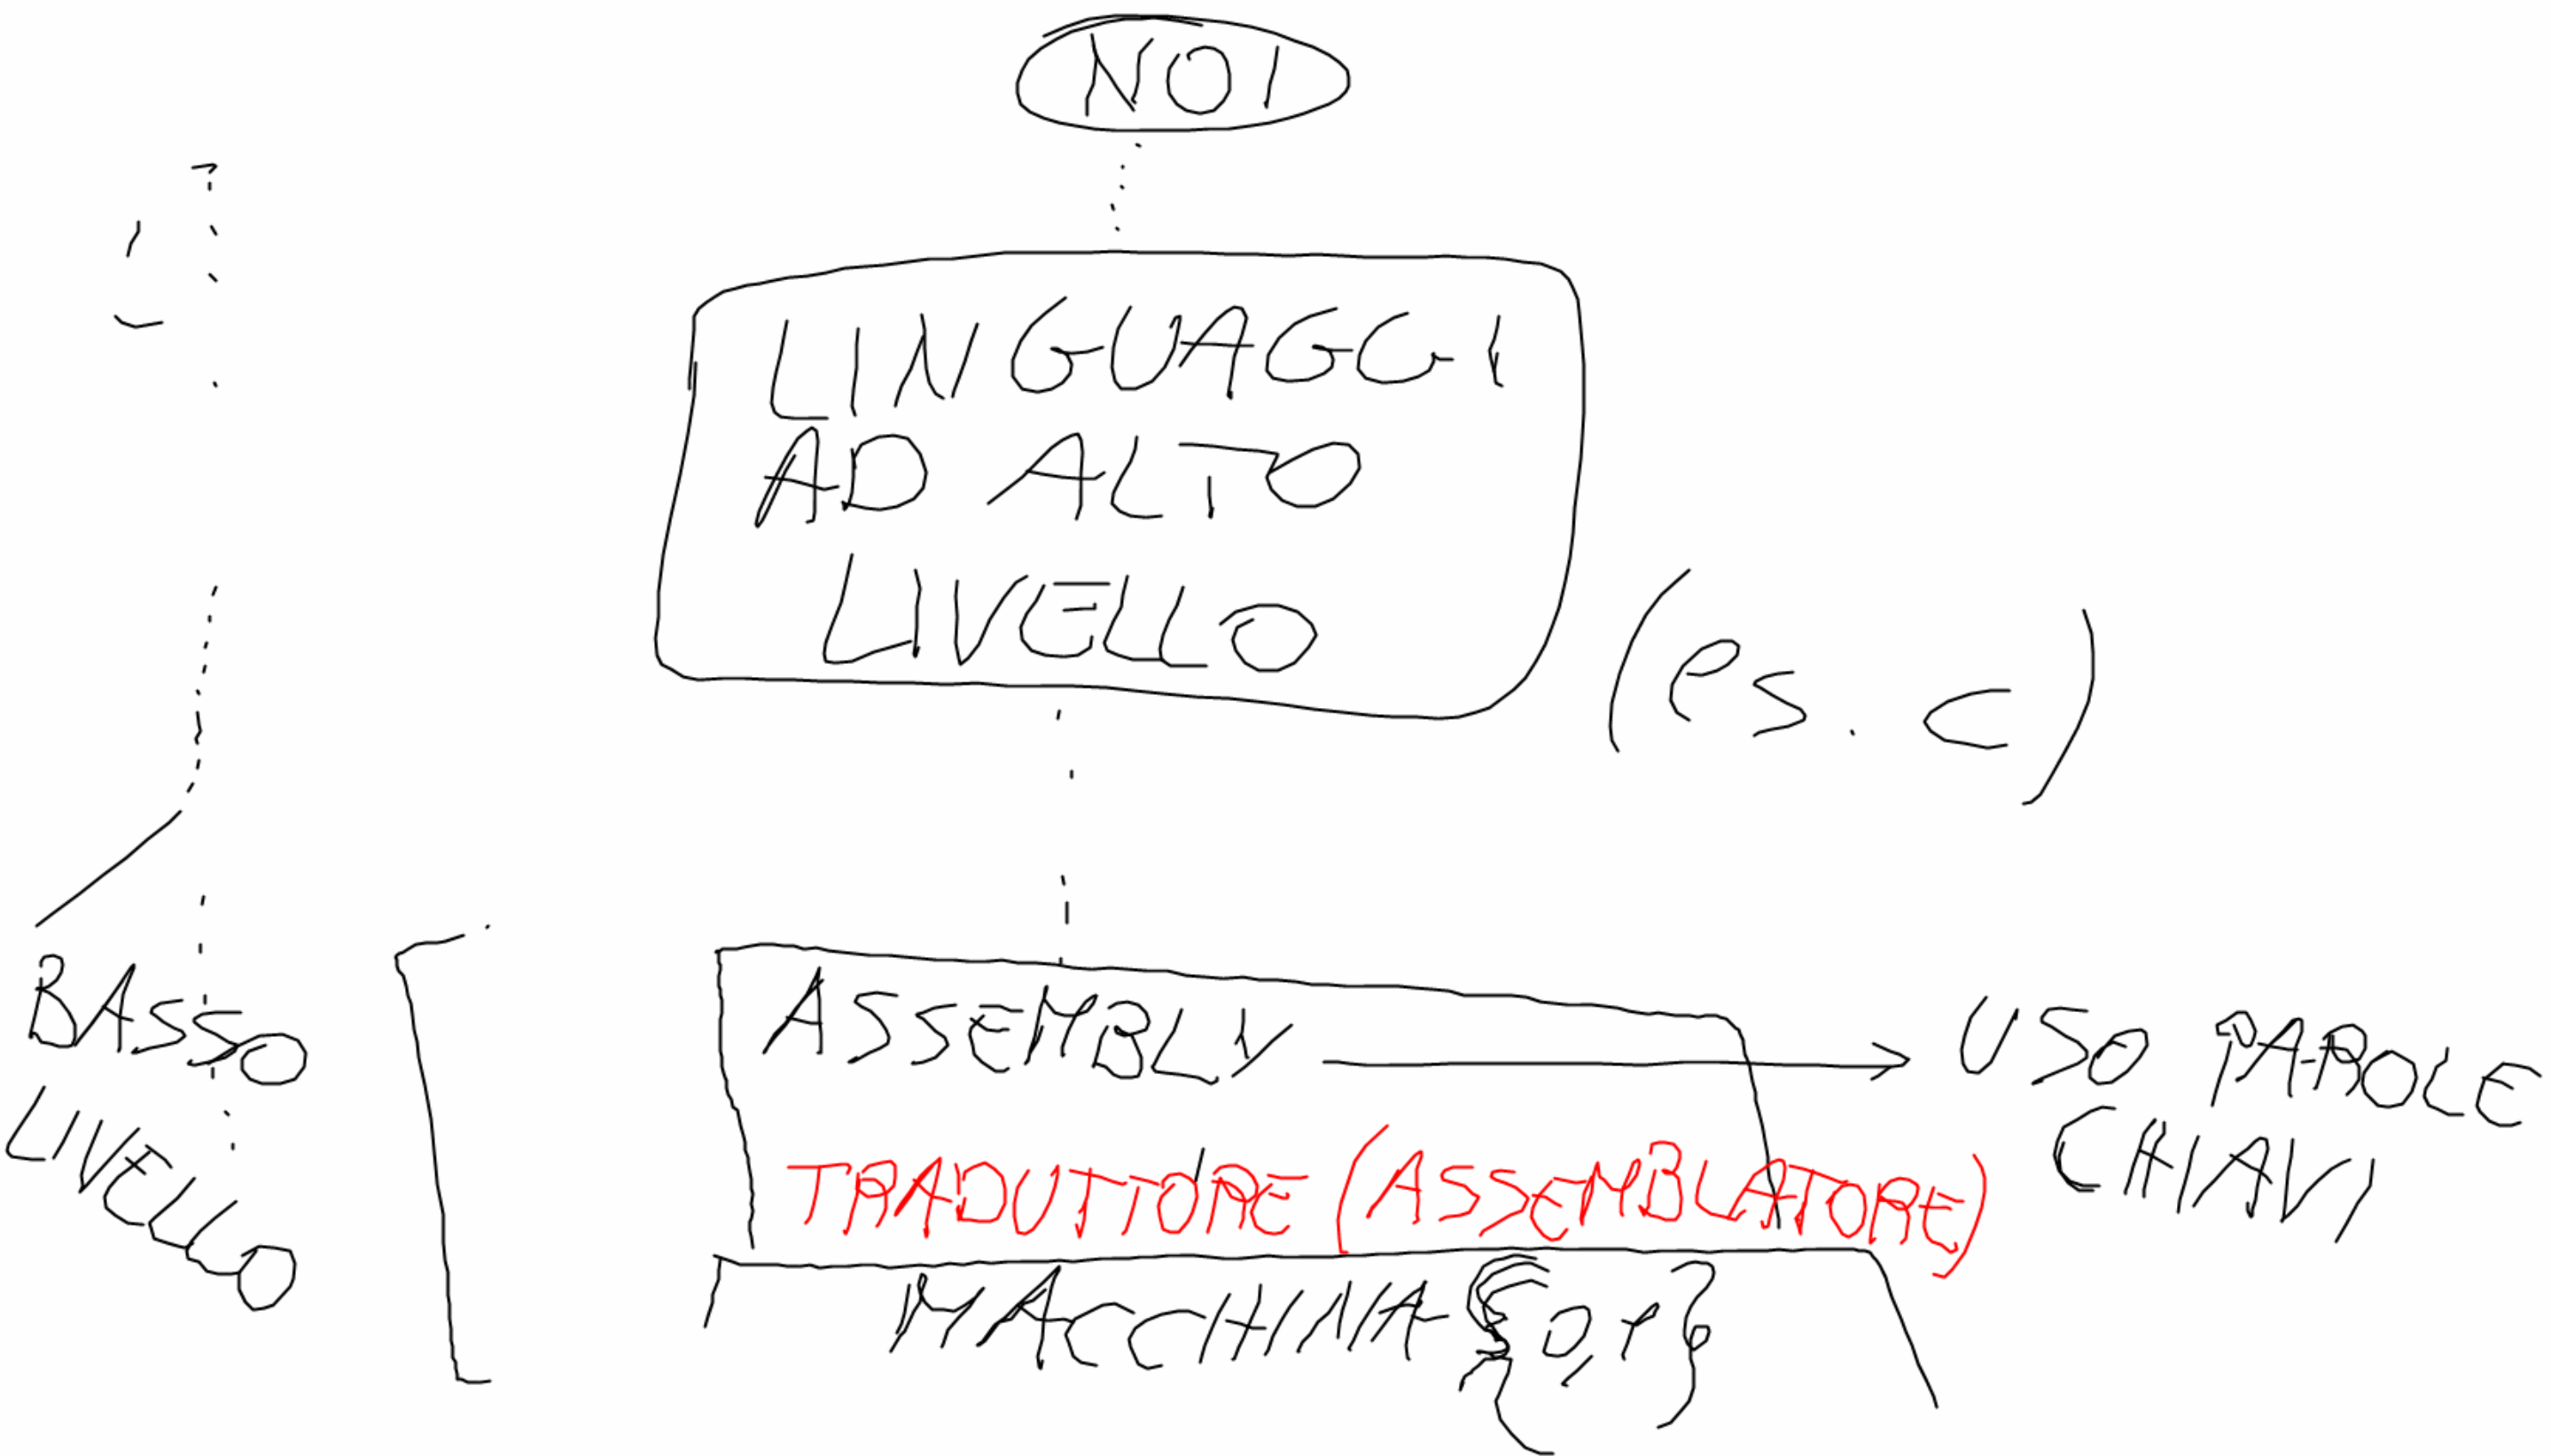 NOI
LINGUAGGI
AD ALTO
LIVELLO
(es. C)
BASSO
LIVELLO
ASSEMBLY
USO PAROLE
CHIAVI
TRADUTTORE (ASSEMBLATORE)
MACCHINA {0,1}